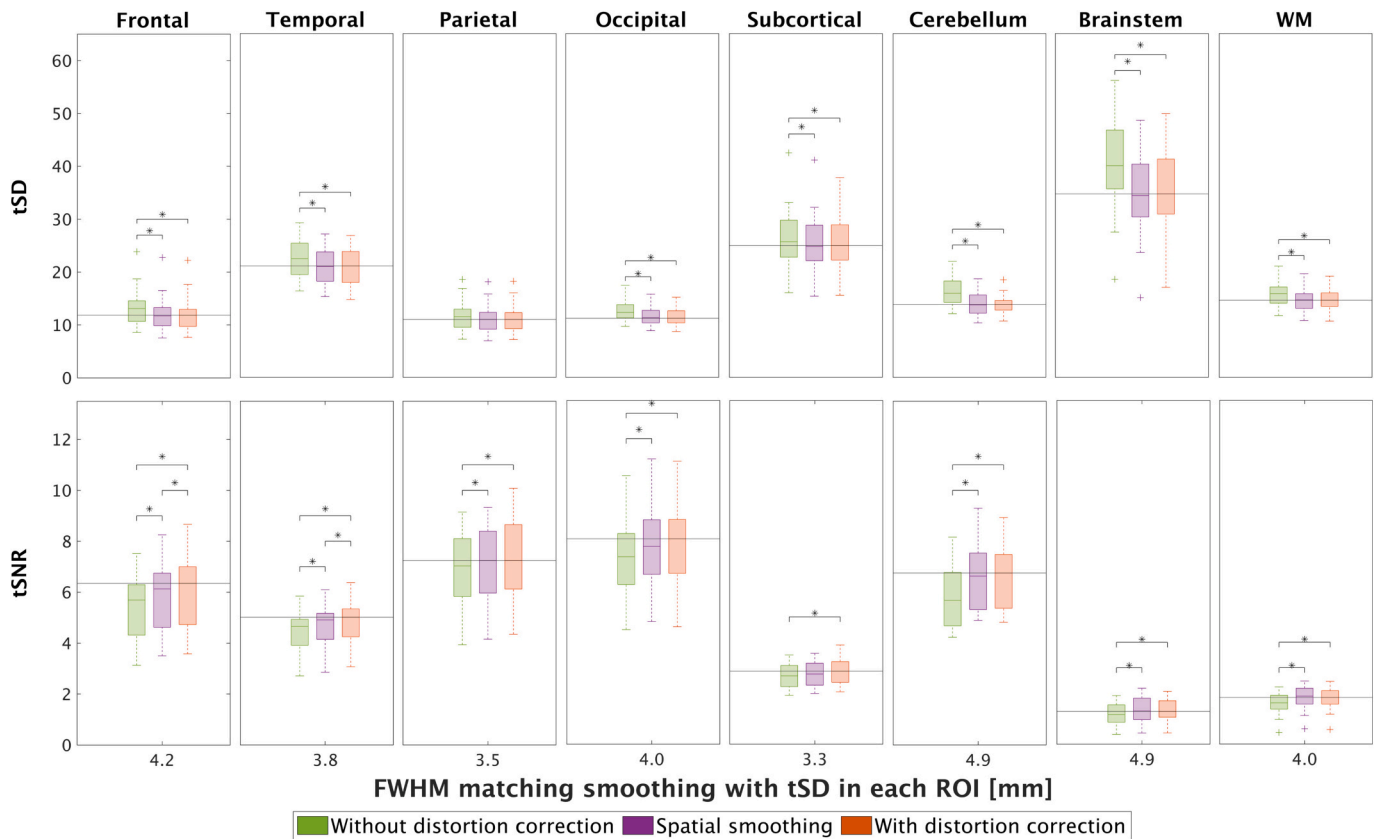 Frontal Temporal Parietal Occipital Subcortical Cerebellum Brainstem WM
tSD
60
50
40
30
20
10
0
tSNR
12
10
8
6
4
2
0
4.2 3.8 3.5 4.0 3.3 4.9 4.9 4.0
FWHM matching smoothing with tSD in each ROI [mm]
Without distortion correction Spatial smoothing With distortion correction